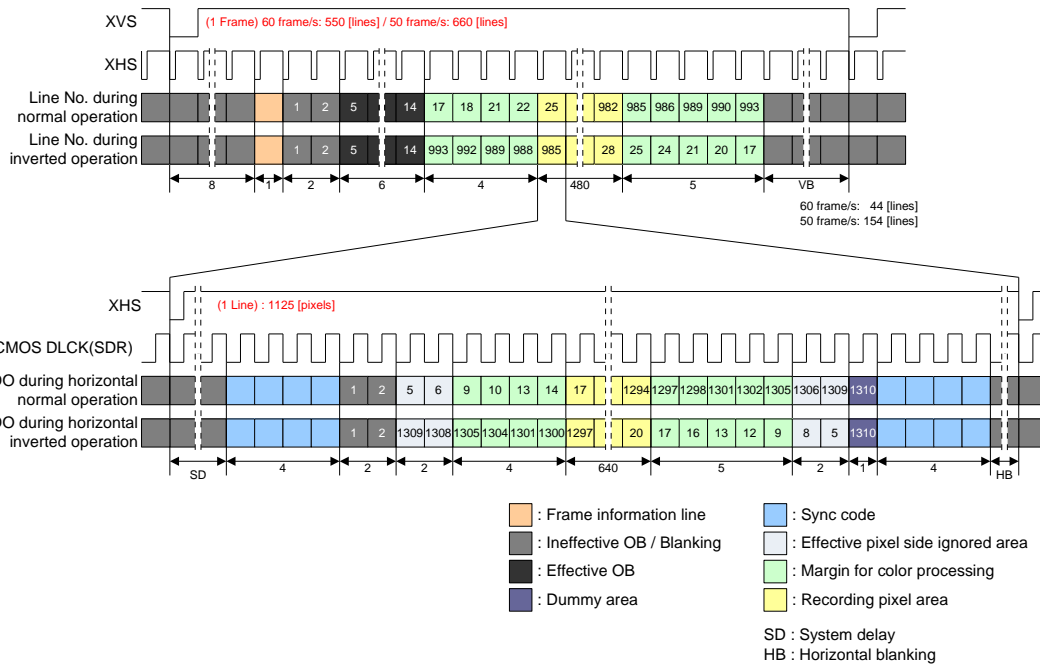 XVS
(1 Frame) 60 frame/s: 550 [lines] / 50 frame/s: 660 [lines]
XHS
Line No. during normal operation
1 2 5 14 17 18 21 22 25 982 985 986 989 990 993
Line No. during inverted operation
1 2 5 14 993 992 989 988 985 28 25 24 21 20 17
8 1 2 6 4 480 5 VB
60 frame/s: 44 [lines]
50 frame/s: 154 [lines]
XHS
(1 Line) : 1125 [pixels]
CMOS DLCK(SDR)
DO during horizontal normal operation
1 2 5 6 9 10 13 14 17 1294 1297 1298 1301 1302 1305 1306 1309 1310
DO during horizontal inverted operation
1 2 1309 1308 1305 1304 1301 1300 1297 20 17 16 13 12 9 8 5 1310
SD 4 2 2 4 640 5 2 1 4 HB
: Frame information line
: Ineffective OB / Blanking
: Effective OB
: Dummy area
: Sync code
: Effective pixel side ignored area
: Margin for color processing
: Recording pixel area
SD : System delay
HB : Horizontal blanking